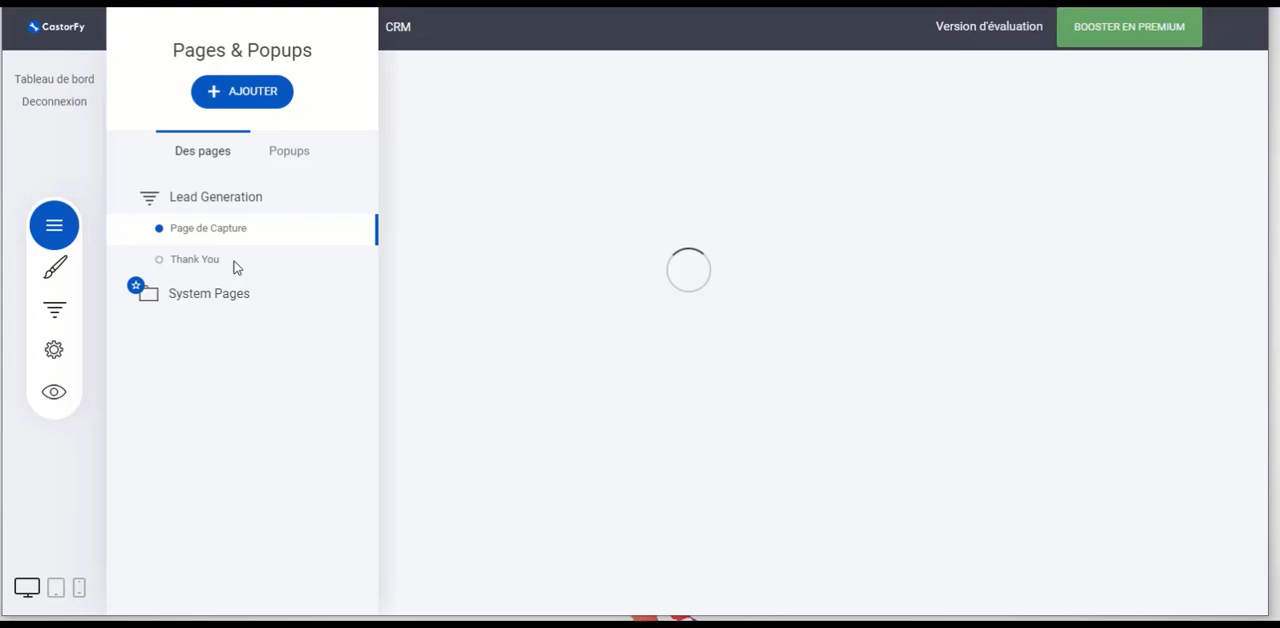 CastorFy
CRM
Version d'évaluation
BOOSTER EN PREMIUM
Tableau de bord
Deconnexion
Pages & Popups
+ AJOUTER
Des pages
Popups
Lead Generation
Page de Capture
Thank You
System Pages